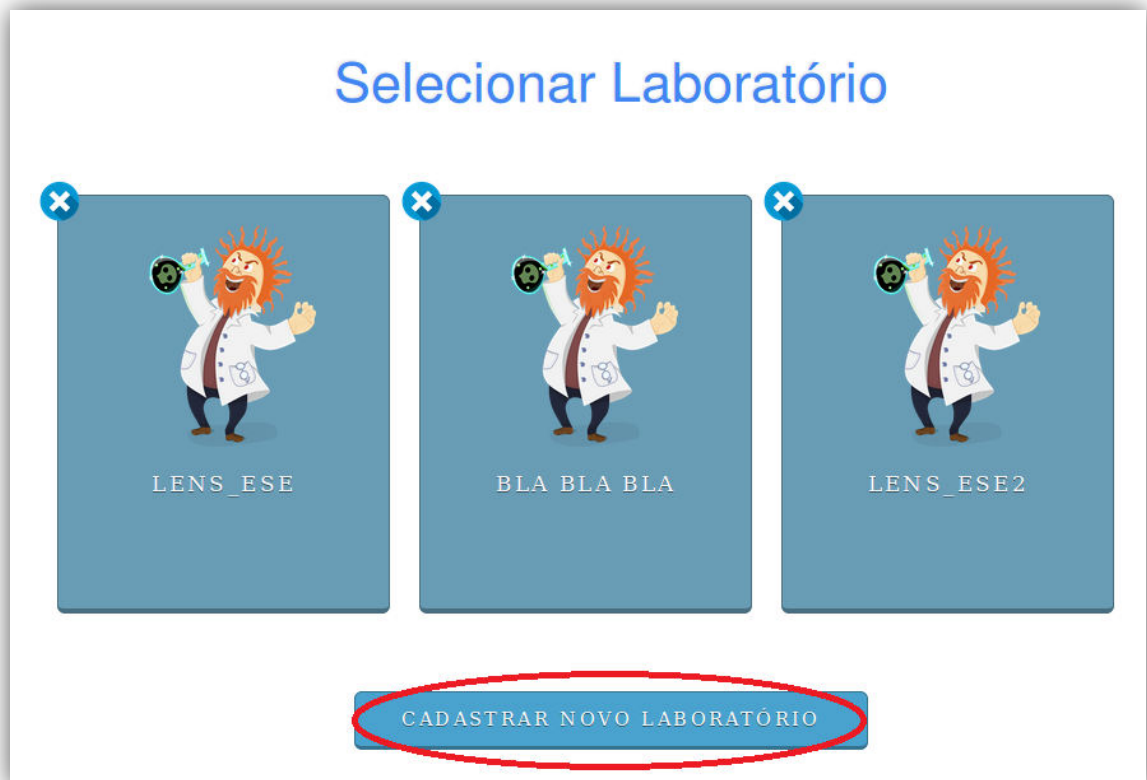 Selecionar Laboratório
LENS_ESE
BLA BLA BLA
LENS_ESE2
CADASTRAR NOVO LABORATÓRIO